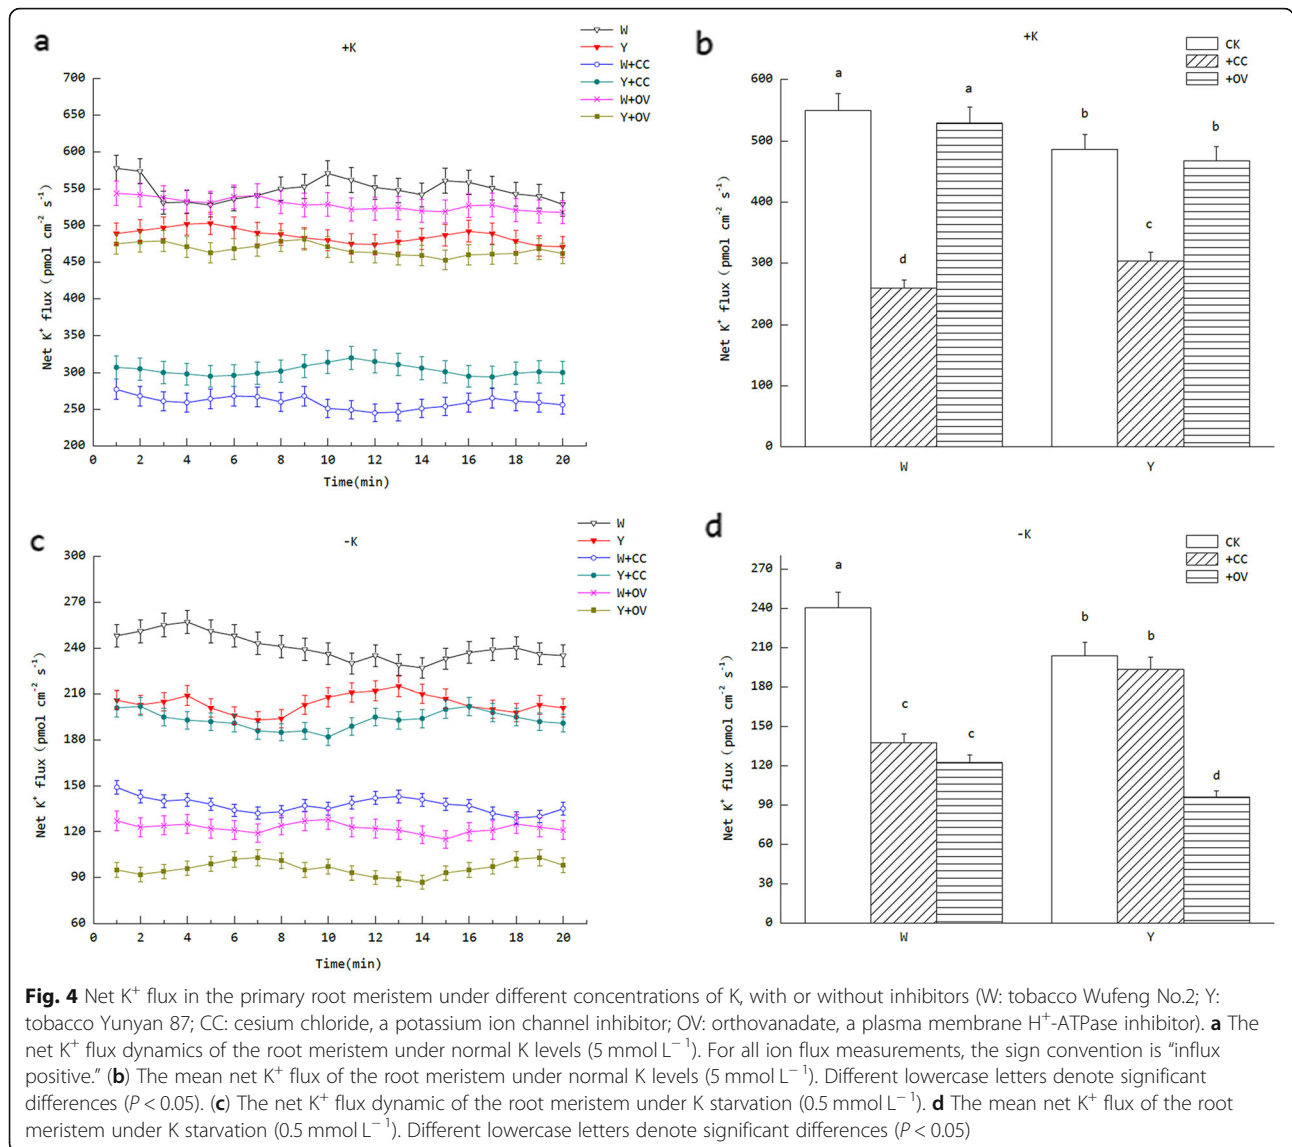 a
+K
W
Y
W+CC
Y+CC
W+OV
Y+OV
700
650
600
550
500
450
400
350
300
250
200
0 2 4 6 8 10 12 14 16 18 20
Time(min)
Net K+ flux (pmol cm-2 s-1)
b
+K
CK
+CC
+OV
600
500
400
300
200
100
0
a
d
a
b
c
b
W Y
Net K+ flux (pmol cm-2 s-1)
c
-K
W
Y
W+CC
Y+CC
W+OV
Y+OV
300
270
240
210
180
150
120
90
60
0 2 4 6 8 10 12 14 16 18 20
Time(min)
Net K+ flux (pmol cm-2 s-1)
d
-K
CK
+CC
+OV
270
240
210
180
150
120
90
60
30
0
a
c
c
b
b
d
W Y
Net K+ flux (pmol cm-2 s-1)
Fig. 4 Net K+ flux in the primary root meristem under different concentrations of K, with or without inhibitors (W: tobacco Wufeng No.2; Y:
tobacco Yunyan 87; CC: cesium chloride, a potassium ion channel inhibitor; OV: orthovanadate, a plasma membrane H+-ATPase inhibitor). a The
net K+ flux dynamics of the root meristem under normal K levels (5 mmol L−1). For all ion flux measurements, the sign convention is “influx
positive.” (b) The mean net K+ flux of the root meristem under normal K levels (5 mmol L−1). Different lowercase letters denote significant
differences (P < 0.05). (c) The net K+ flux dynamic of the root meristem under K starvation (0.5 mmol L−1). d The mean net K+ flux of the root
meristem under K starvation (0.5 mmol L−1). Different lowercase letters denote significant differences (P < 0.05)